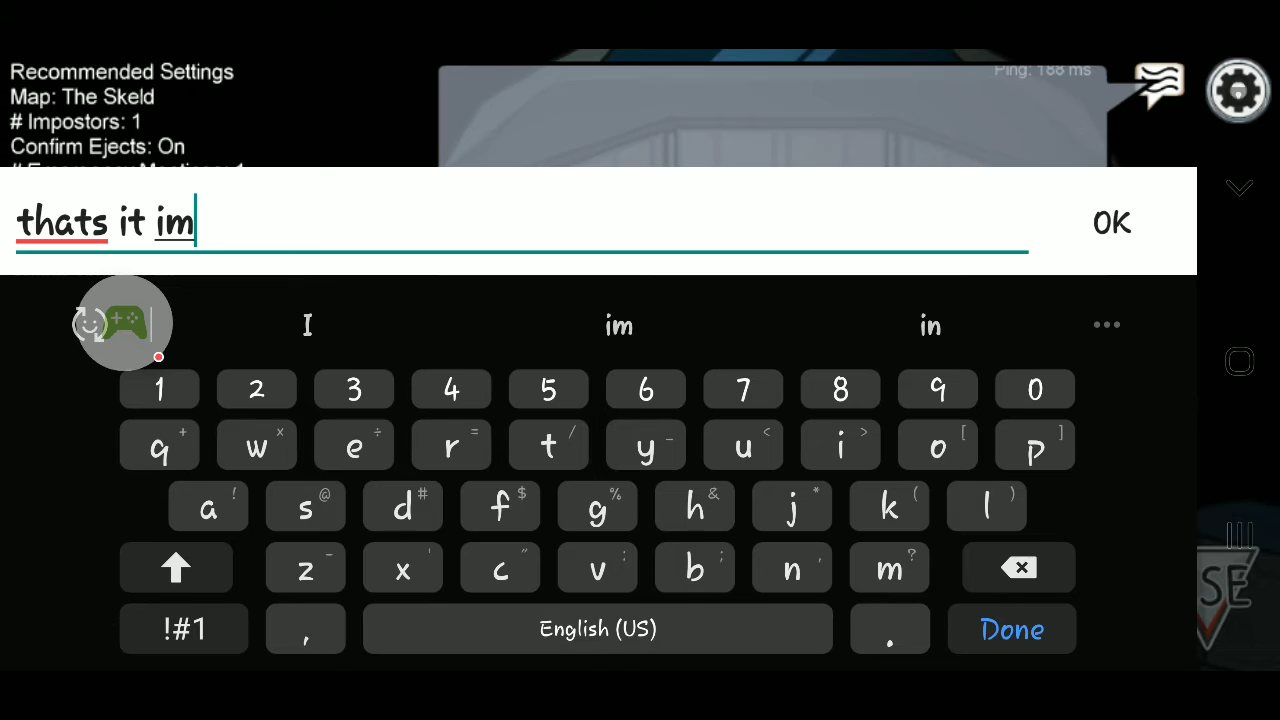 Recommended Settings
Ping: 188 ms
Map: The Skeld
# Impostors: 1
Confirm Ejects: On
thats it im
OK
I im in
1 2 3 4 5 6 7 8 9 0
q + w × e ÷ r = t / y _ u < i > o [ p ]
a ! s @ d # f $ g % h & j * k ( l )
z - x ' c " v : b ; n , m ?
!#1 , English (US) . Done